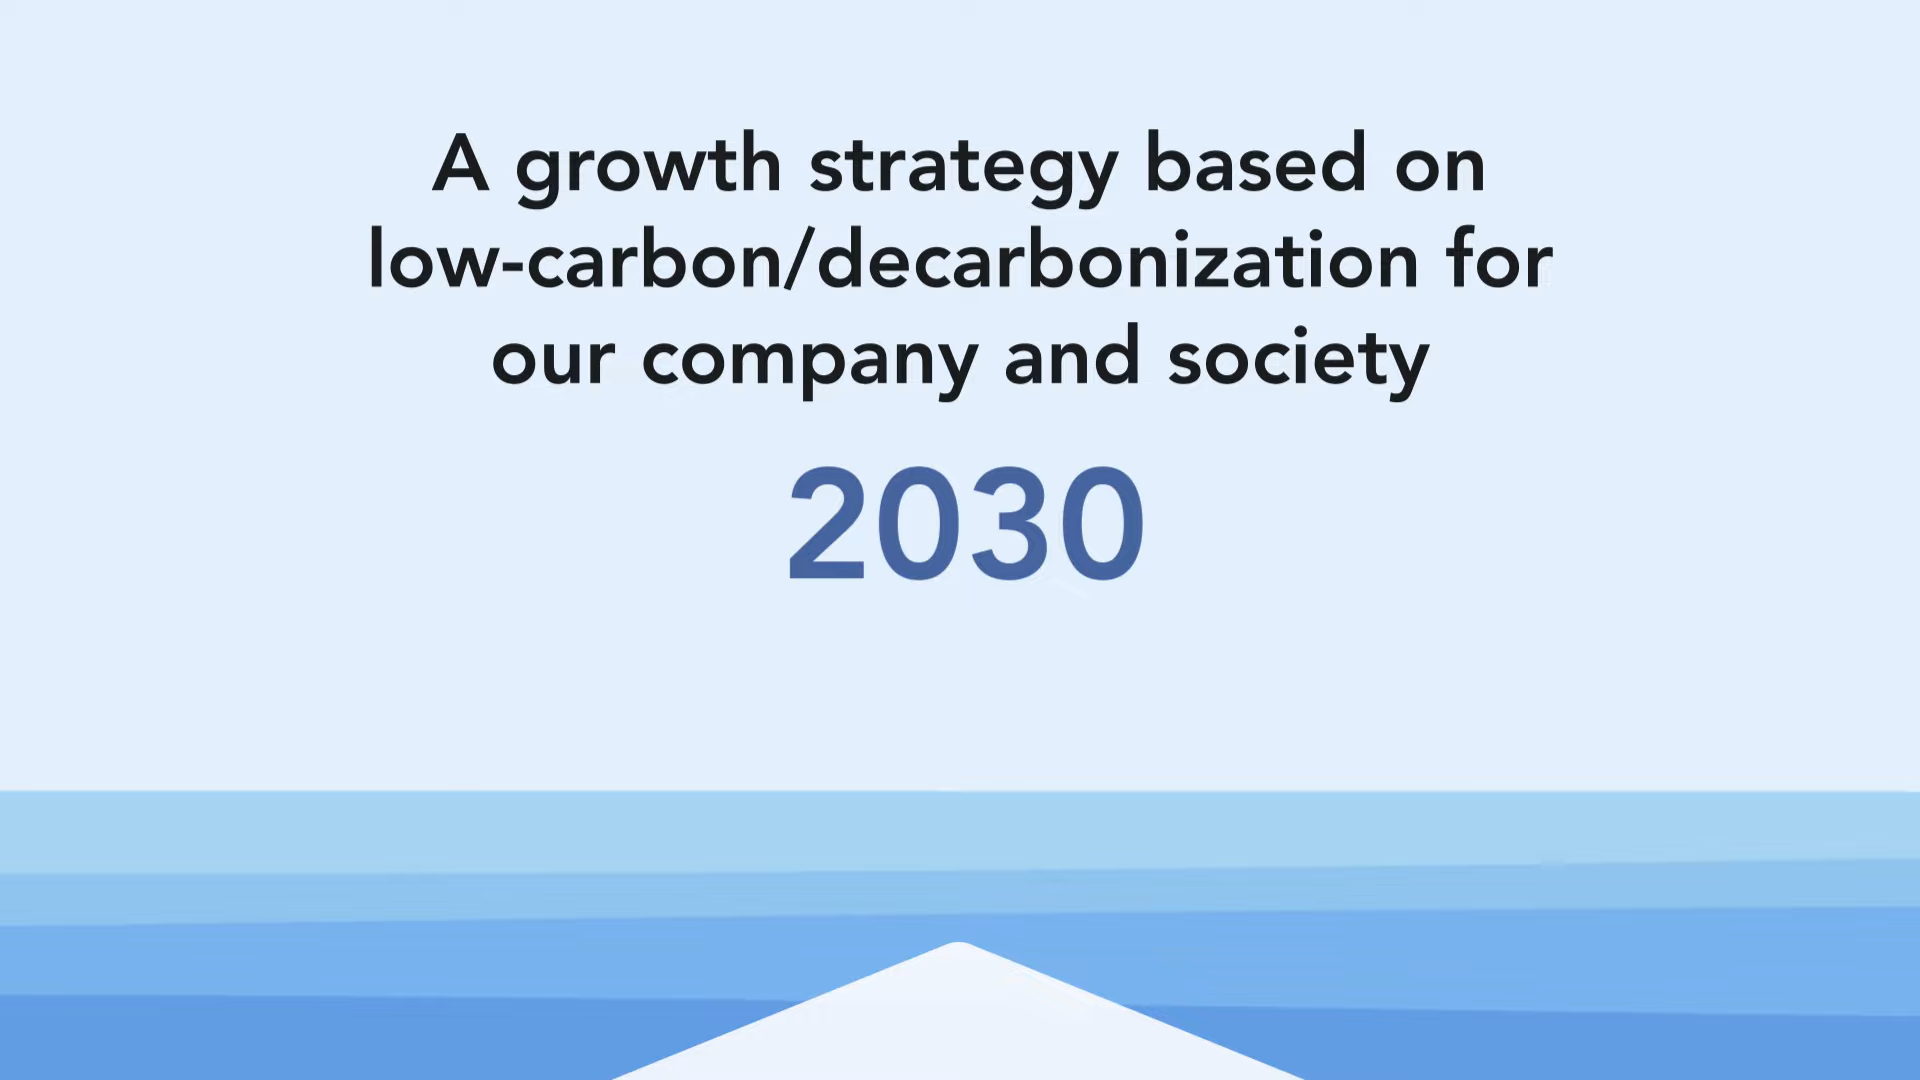 A growth strategy based on
low-carbon/decarbonization for
our company and society
2030